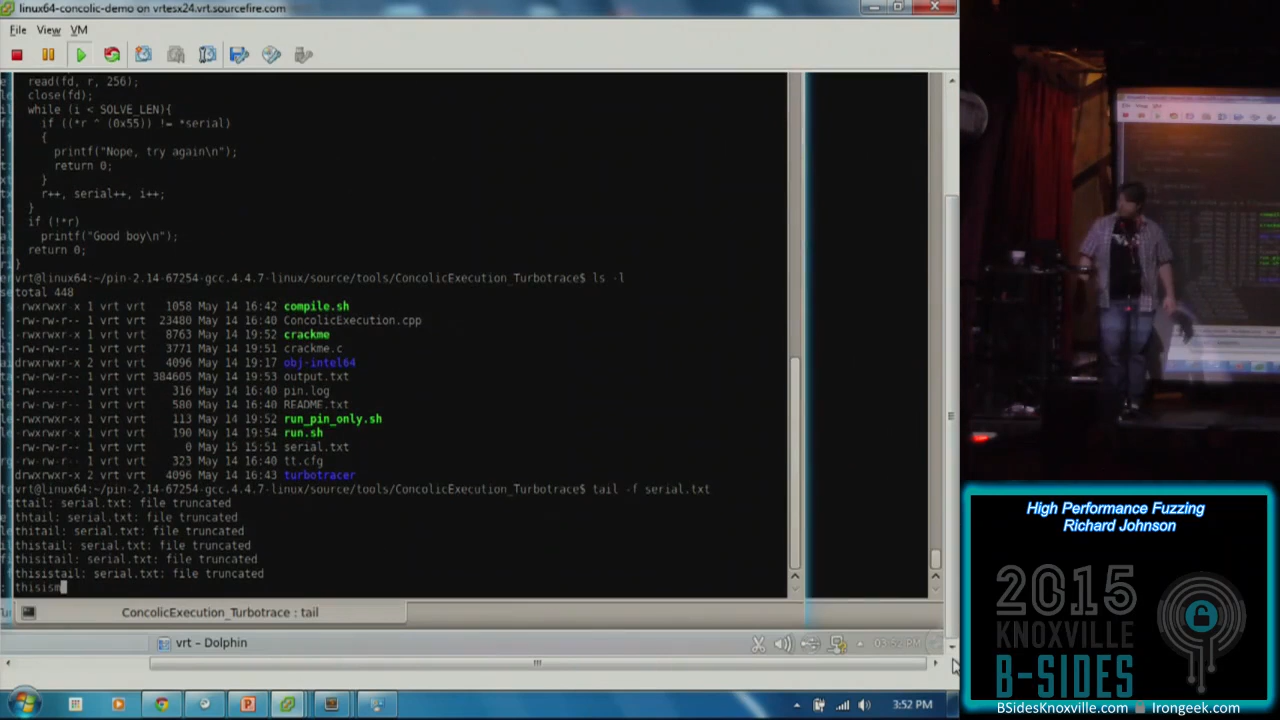 linux64-concolic-demo on vrtesx24.vrt.sourcefire.com
File View VM
read(fd, r, 256);
close(fd);
while (i < SOLVE_LEN){
if ((*r ^ (0x55)) != *serial)
{
printf("Nope, try again\n");
return 0;
}
r++, serial++, i++;
}
if (!*r)
printf("Good boy\n");
return 0;
}
vrt@linux64:~/pin-2.14-67254-gcc.4.4.7-linux/source/tools/ConcolicExecution_Turbotrace$ ls -l
total 448
-rwxrwxr-x 1 vrt vrt 1058 May 14 16:42 compile.sh
-rw-rw-r-- 1 vrt vrt 23480 May 14 16:40 ConcolicExecution.cpp
-rwxrwxr-x 1 vrt vrt 8763 May 14 19:52 crackme
-rw-rw-r-- 1 vrt vrt 3771 May 14 19:51 crackme.c
drwxrwxr-x 2 vrt vrt 4096 May 14 19:17 obj-intel64
-rw-rw-r-- 1 vrt vrt 384605 May 14 19:53 output.txt
-rw------- 1 vrt vrt 316 May 14 16:40 pin.log
-rw-rw-r-- 1 vrt vrt 580 May 14 16:40 README.txt
-rwxrwxr-x 1 vrt vrt 113 May 14 19:52 run_pin_only.sh
-rwxrwxr-x 1 vrt vrt 190 May 14 19:54 run.sh
-rw-rw-r-- 1 vrt vrt 0 May 15 15:51 serial.txt
-rw-rw-r-- 1 vrt vrt 323 May 14 16:40 tt.cfg
drwxrwxr-x 2 vrt vrt 4096 May 14 16:43 turbotracer
vrt@linux64:~/pin-2.14-67254-gcc.4.4.7-linux/source/tools/ConcolicExecution_Turbotrace$ tail -f serial.txt
ttail: serial.txt: file truncated
thtail: serial.txt: file truncated
thitail: serial.txt: file truncated
thistail: serial.txt: file truncated
thisitail: serial.txt: file truncated
thisistail: serial.txt: file truncated
thisism
ConcolicExecution_Turbotrace : tail
vrt - Dolphin
03:52 PM
3:52 PM
High Performance Fuzzing
Richard Johnson
2015
KNOXVILLE
B-SIDES
BSidesKnoxville.com Irongeek.com